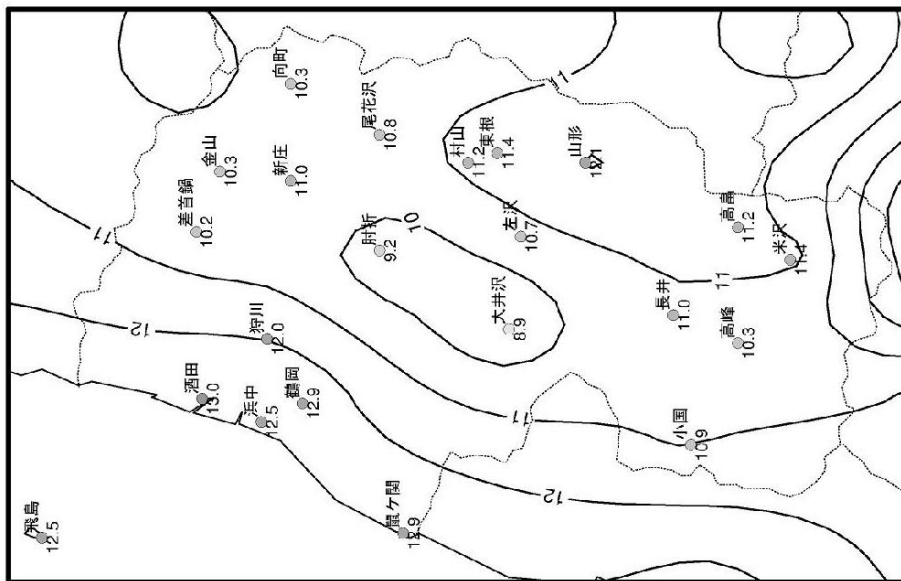 飛島
12.5
酒田
13.0
浜中
12.5
鶴岡
12.9
狩川
12.0
鼠ケ関
12.9
差首鍋
10.2
金山
10.3
向町
10.3
新庄
11.0
尾花沢
10.8
肘折
9.2
村山
11.2
東根
11.4
左沢
10.7
大井沢
8.9
山形
12.1
長井
11.0
高畠
11.2
高峰
10.3
米沢
11.4
小国
10.9
11
12
10
11
11
11
12